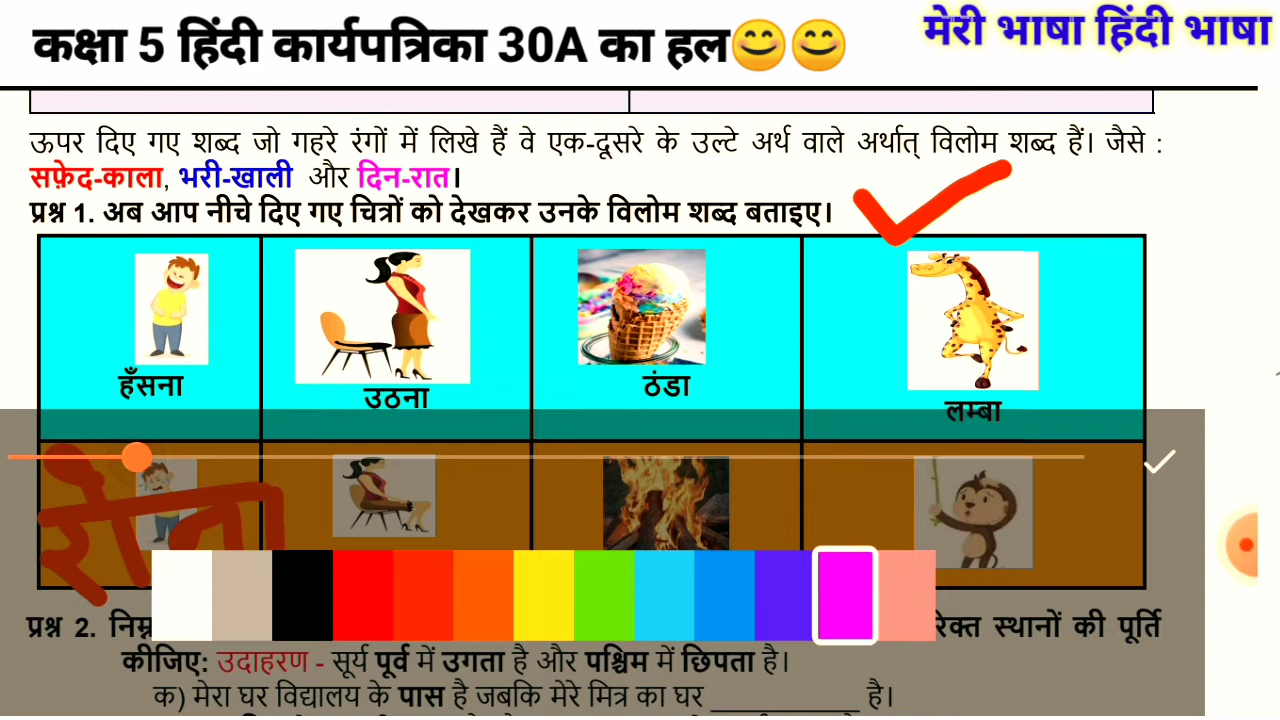 कक्षा 5 हिंदी कार्यपत्रिका 30A का हल😊😊
मेरी भाषा हिंदी भाषा
ऊपर दिए गए शब्द जो गहरे रंगों में लिखे हैं वे एक-दूसरे के उल्टे अर्थ वाले अर्थात् विलोम शब्द हैं। जैसे :
सफ़ेद-काला, भरी-खाली और दिन-रात।
प्रश्न 1. अब आप नीचे दिए गए चित्रों को देखकर उनके विलोम शब्द बताइए।
हँसना उठना ठंडा लम्बा
रोना
प्रश्न 2. रिक्त स्थानों की पूर्ति
कीजिए: उदाहरण - सूर्य पूर्व में उगता है और पश्चिम में छिपता है।
क) मेरा घर विद्यालय के पास है जबकि मेरे मित्र का घर __________ है।